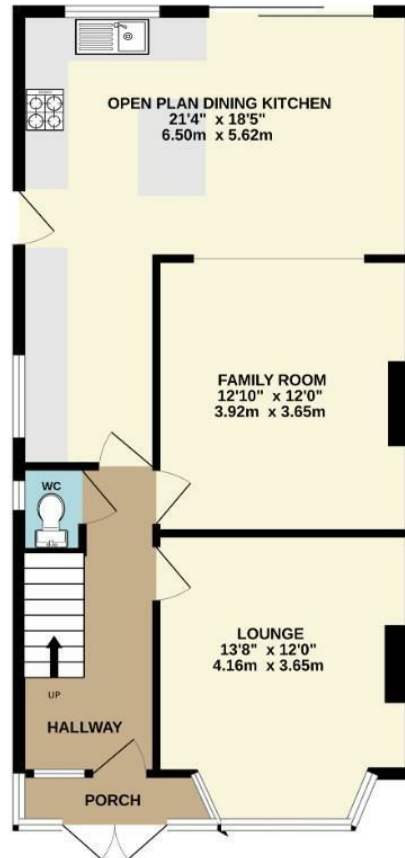 OPEN PLAN DINING KITCHEN
21'4" x 18'5"
6.50m x 5.62m
FAMILY ROOM
12'10" x 12'0"
3.92m x 3.65m
WC
LOUNGE
13'8" x 12'0"
4.16m x 3.65m
UP
HALLWAY
PORCH